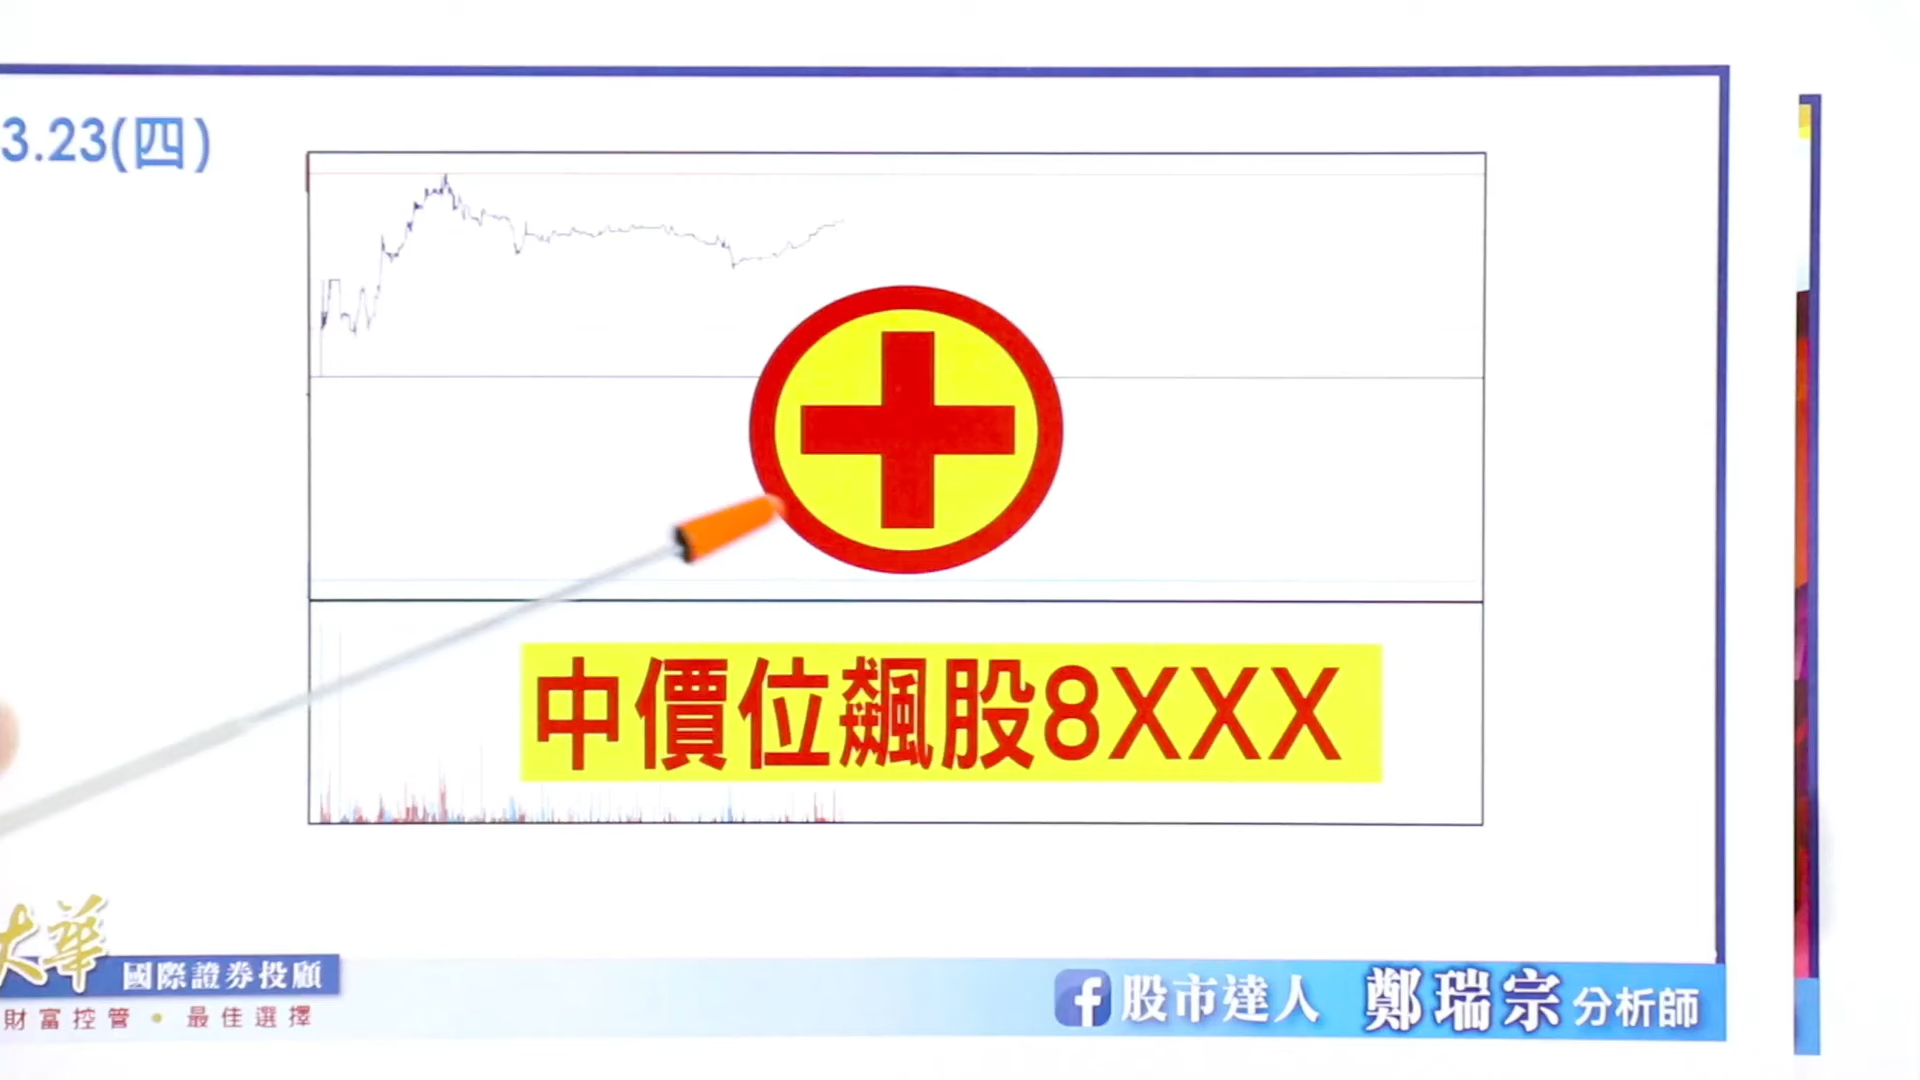 3.23(四)
中價位飆股8XXX
大華
國際證券投顧
財富控管•最佳選擇
股市達人 鄭瑞宗分析師